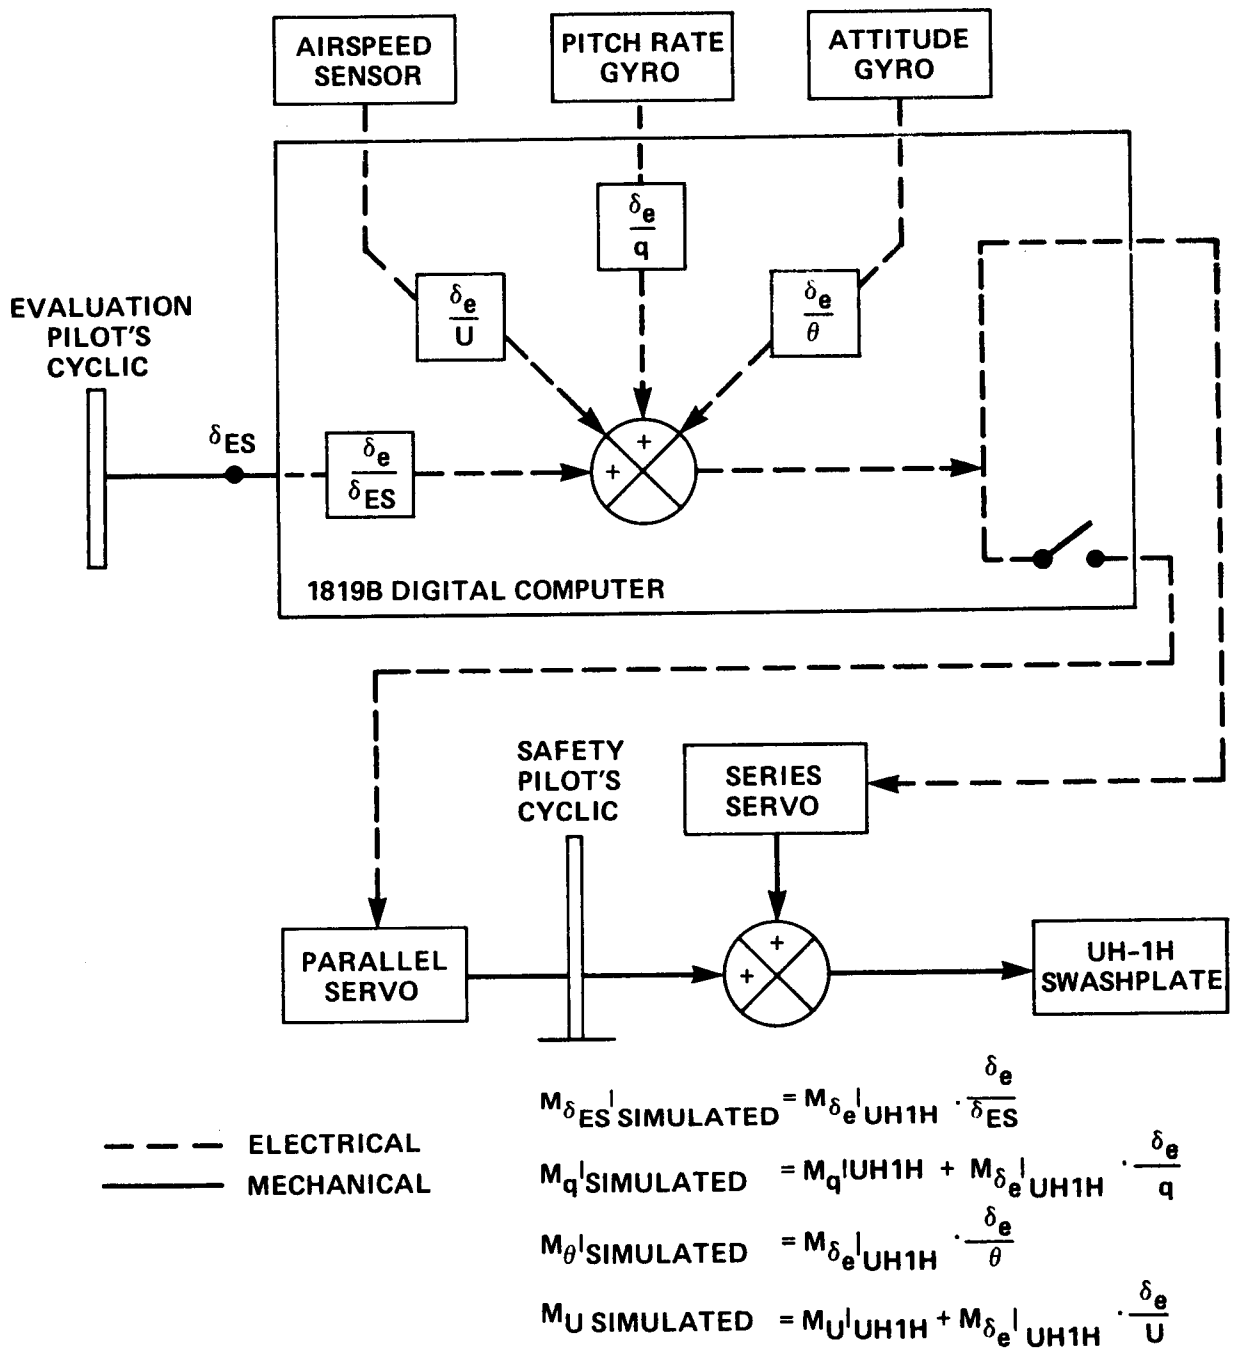 AIRSPEED
SENSOR
PITCH RATE
GYRO
ATTITUDE
GYRO
δe
q
δe
U
δe
θ
EVALUATION
PILOT'S
CYCLIC
δES
δe
δES
+
+
1819B DIGITAL COMPUTER
SAFETY
PILOT'S
CYCLIC
SERIES
SERVO
PARALLEL
SERVO
+
+
UH-1H
SWASHPLATE
ELECTRICAL
MECHANICAL
MδES|SIMULATED = Mδe|UH1H · δe/δES
Mq|SIMULATED = Mq|UH1H + Mδe|UH1H · δe/q
Mθ|SIMULATED = Mδe|UH1H · δe/θ
MU SIMULATED = MU|UH1H + Mδe|UH1H · δe/U